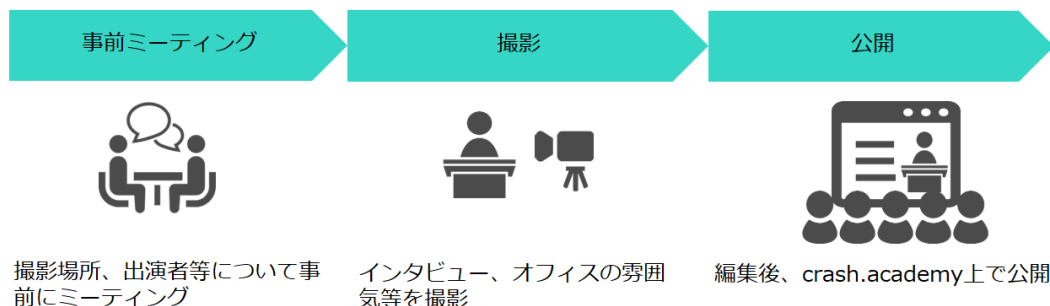 事前ミーティング
撮影
公開
撮影場所、出演者等について事
前にミーティング
インタビュー、オフィスの雰囲
気等を撮影
編集後、crash.academy上で公開